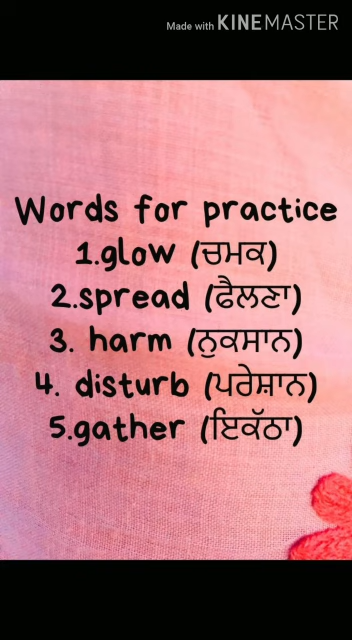 Made with KINEMASTER
Words for practice
1.glow (ਚਮਕ)
2.spread (ਫੈਲਣਾ)
3. harm (ਨੁਕਸਾਨ)
4. disturb (ਪਰੇਸ਼ਾਨ)
5.gather (ਇਕੱਠਾ)